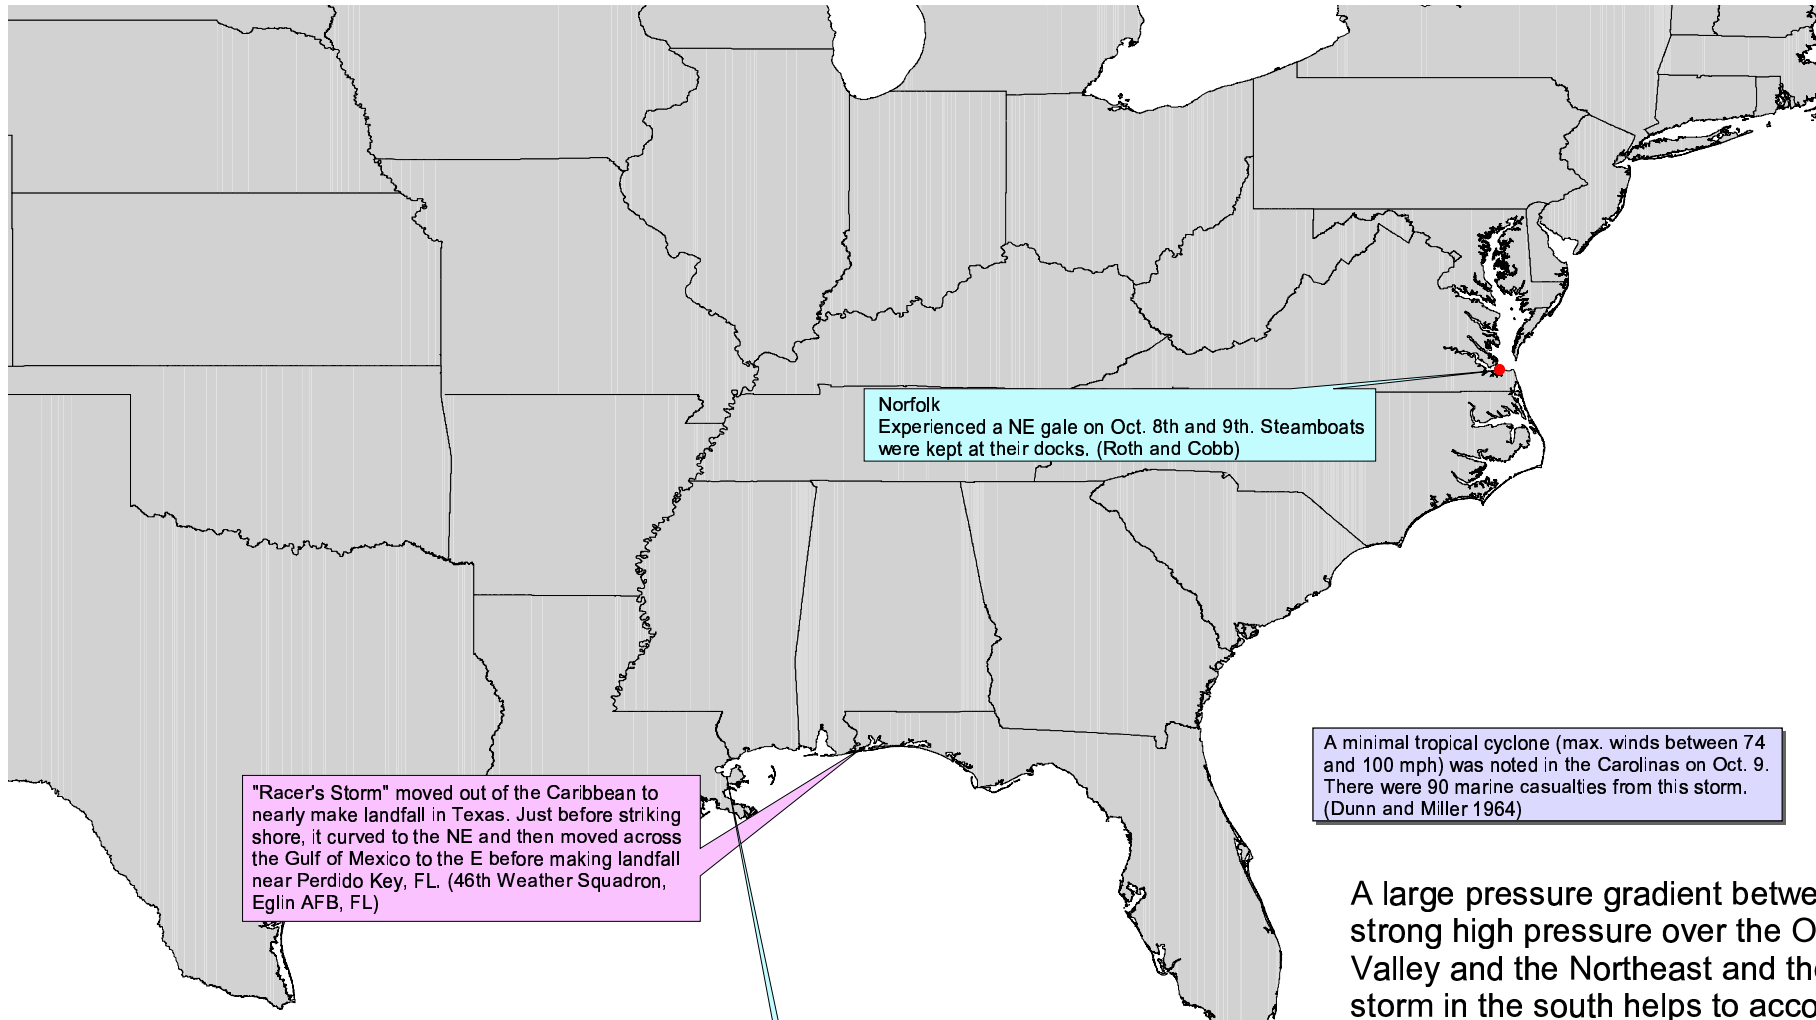 Norfolk
Experienced a NE gale on Oct. 8th and 9th. Steamboats
were kept at their docks. (Roth and Cobb)
A minimal tropical cyclone (max. winds between 74
and 100 mph) was noted in the Carolinas on Oct. 9.
There were 90 marine casualties from this storm.
(Dunn and Miller 1964)
"Racer's Storm" moved out of the Caribbean to
nearly make landfall in Texas. Just before striking
shore, it curved to the NE and then moved across
the Gulf of Mexico to the E before making landfall
near Perdido Key, FL. (46th Weather Squadron,
Eglin AFB, FL)
A large pressure gradient
strong high pressure over the
Valley and the Northeast and
storm in the south helps to